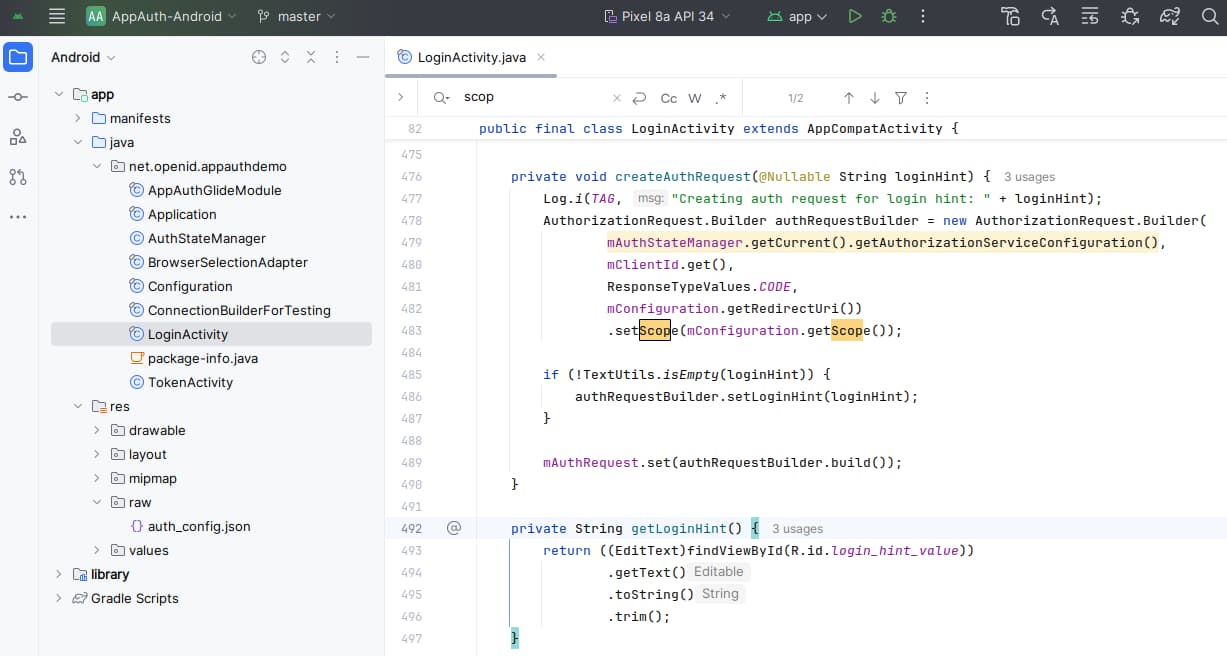 AA AppAuth-Android master Pixel 8a API 34 app
Android
app
manifests
java
net.openid.appauthdemo
AppAuthGlideModule
Application
AuthStateManager
BrowserSelectionAdapter
Configuration
ConnectionBuilderForTesting
LoginActivity
package-info.java
TokenActivity
res
drawable
layout
mipmap
raw
auth_config.json
values
library
Gradle Scripts
LoginActivity.java
scop Cc W .* 1/2
82 public final class LoginActivity extends AppCompatActivity {
475
476 private void createAuthRequest(@Nullable String loginHint) { 3 usages
477 Log.i(TAG, msg: "Creating auth request for login hint: " + loginHint);
478 AuthorizationRequest.Builder authRequestBuilder = new AuthorizationRequest.Builder(
479 mAuthStateManager.getCurrent().getAuthorizationServiceConfiguration(),
480 mClientId.get(),
481 ResponseTypeValues.CODE,
482 mConfiguration.getRedirectUri())
483 .setScope(mConfiguration.getScope());
484
485 if (!TextUtils.isEmpty(loginHint)) {
486 authRequestBuilder.setLoginHint(loginHint);
487 }
488
489 mAuthRequest.set(authRequestBuilder.build());
490 }
491
492 private String getLoginHint() { 3 usages
493 return ((EditText)findViewById(R.id.login_hint_value))
494 .getText() Editable
495 .toString() String
496 .trim();
497 }